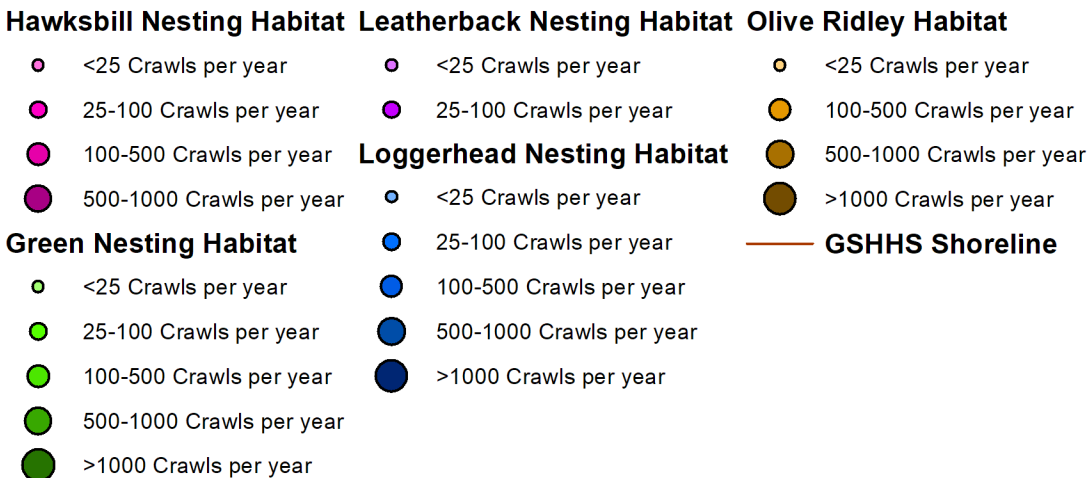 Hawksbill Nesting Habitat
<25 Crawls per year
25-100 Crawls per year
100-500 Crawls per year
500-1000 Crawls per year
Green Nesting Habitat
<25 Crawls per year
25-100 Crawls per year
100-500 Crawls per year
500-1000 Crawls per year
>1000 Crawls per year
Leatherback Nesting Habitat
<25 Crawls per year
25-100 Crawls per year
Loggerhead Nesting Habitat
<25 Crawls per year
25-100 Crawls per year
100-500 Crawls per year
500-1000 Crawls per year
>1000 Crawls per year
Olive Ridley Habitat
<25 Crawls per year
100-500 Crawls per year
500-1000 Crawls per year
>1000 Crawls per year
GSHHS Shoreline